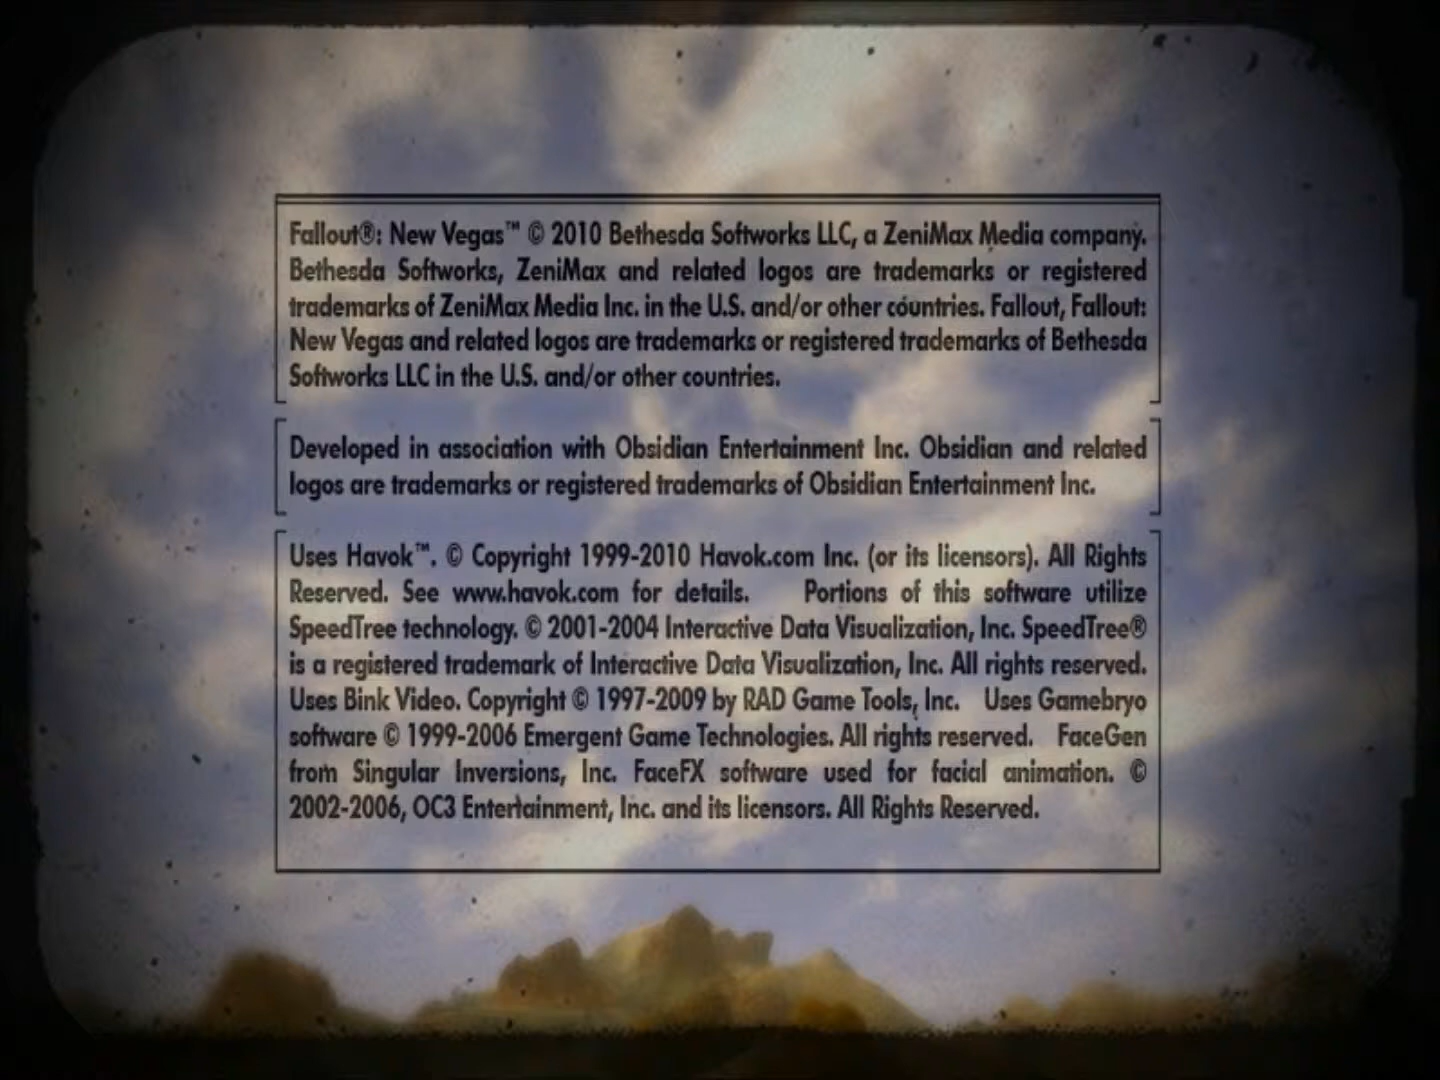 Fallout®: New Vegas™ © 2010 Bethesda Softworks LLC, a ZeniMax Media company.
Bethesda Softworks, ZeniMax and related logos are trademarks or registered
trademarks of ZeniMax Media Inc. in the U.S. and/or other countries. Fallout, Fallout:
New Vegas and related logos are trademarks or registered trademarks of Bethesda
Softworks LLC in the U.S. and/or other countries.
Developed in association with Obsidian Entertainment Inc. Obsidian and related
logos are trademarks or registered trademarks of Obsidian Entertainment Inc.
Uses Havok™. © Copyright 1999-2010 Havok.com Inc. (or its licensors). All Rights
Reserved. See www.havok.com for details. Portions of this software utilize
SpeedTree technology. © 2001-2004 Interactive Data Visualization, Inc. SpeedTree®
is a registered trademark of Interactive Data Visualization, Inc. All rights reserved.
Uses Bink Video. Copyright © 1997-2009 by RAD Game Tools, Inc. Uses Gamebryo
software © 1999-2006 Emergent Game Technologies. All rights reserved. FaceGen
from Singular Inversions, Inc. FaceFX software used for facial animation. ©
2002-2006, OC3 Entertainment, Inc. and its licensors. All Rights Reserved.